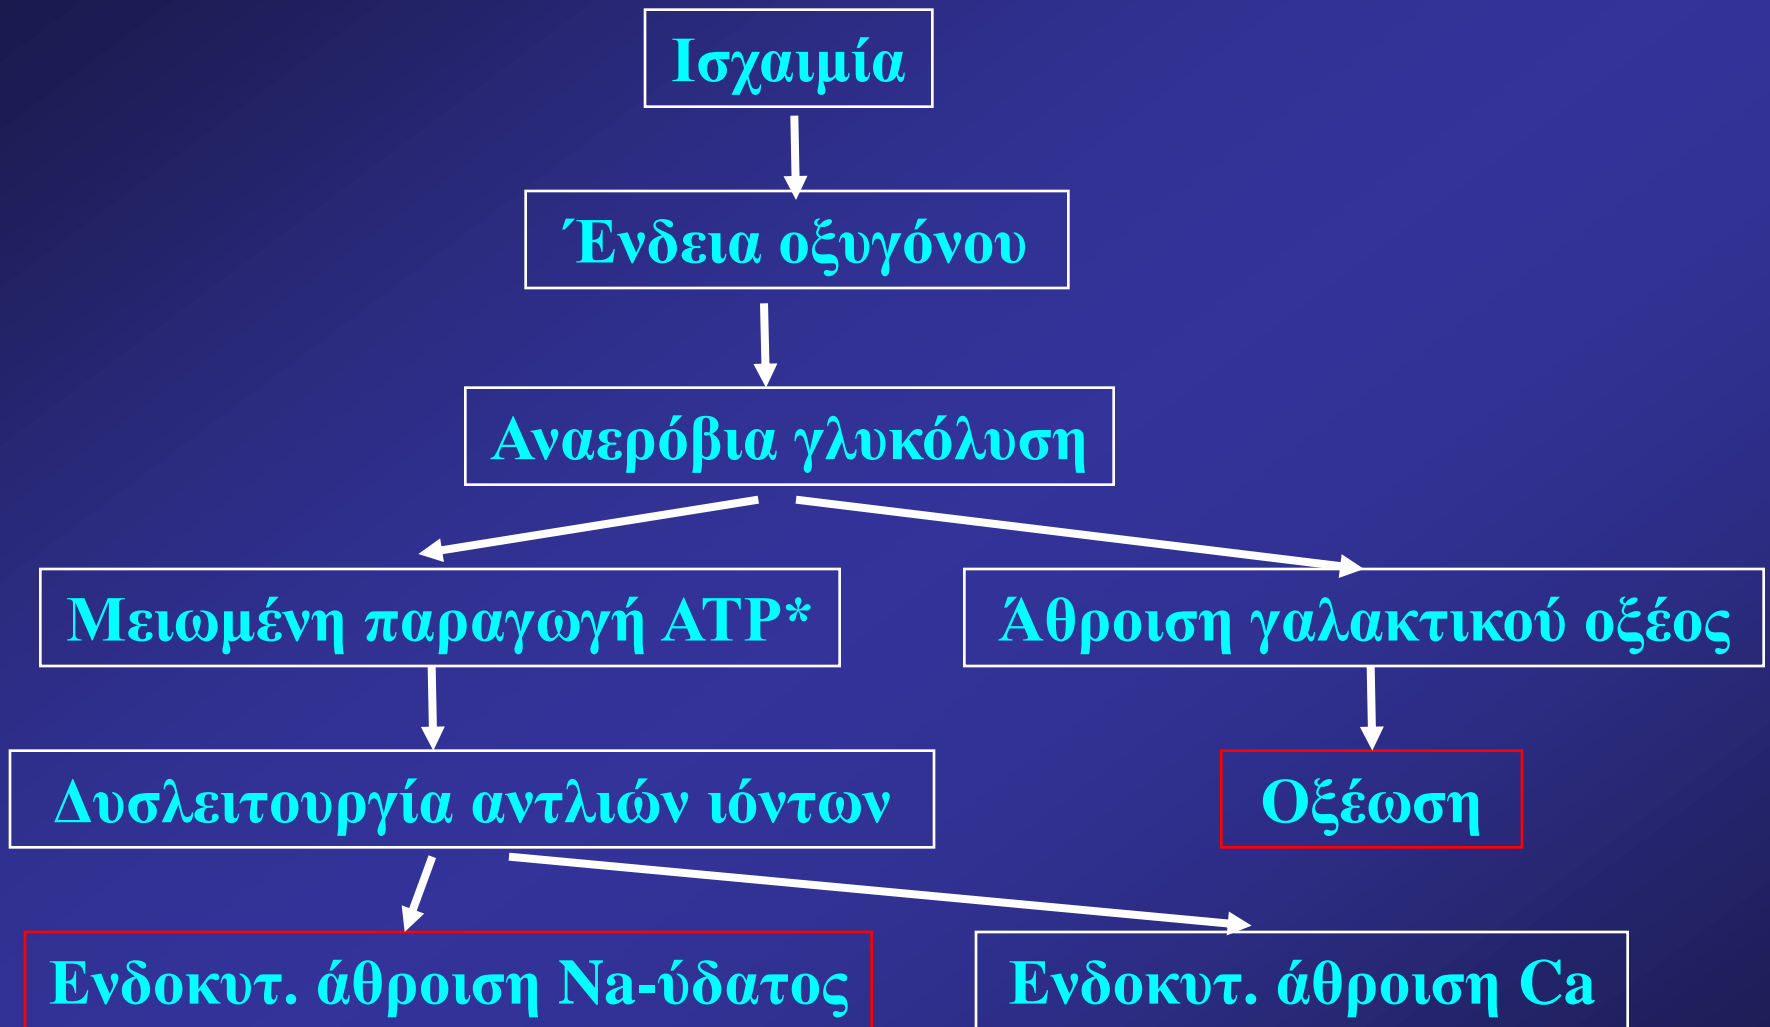 Ισχαιμία
Ένδεια οξυγόνου
Αναερόβια γλυκόλυση
Μειωμένη παραγωγή ATP*
Άθροιση γαλακτικού οξέος
Δυσλειτουργία αντλιών ιόντων
Οξέωση
Ενδοκυτ. άθροιση Na-ύδατος
Ενδοκυτ. άθροιση Ca